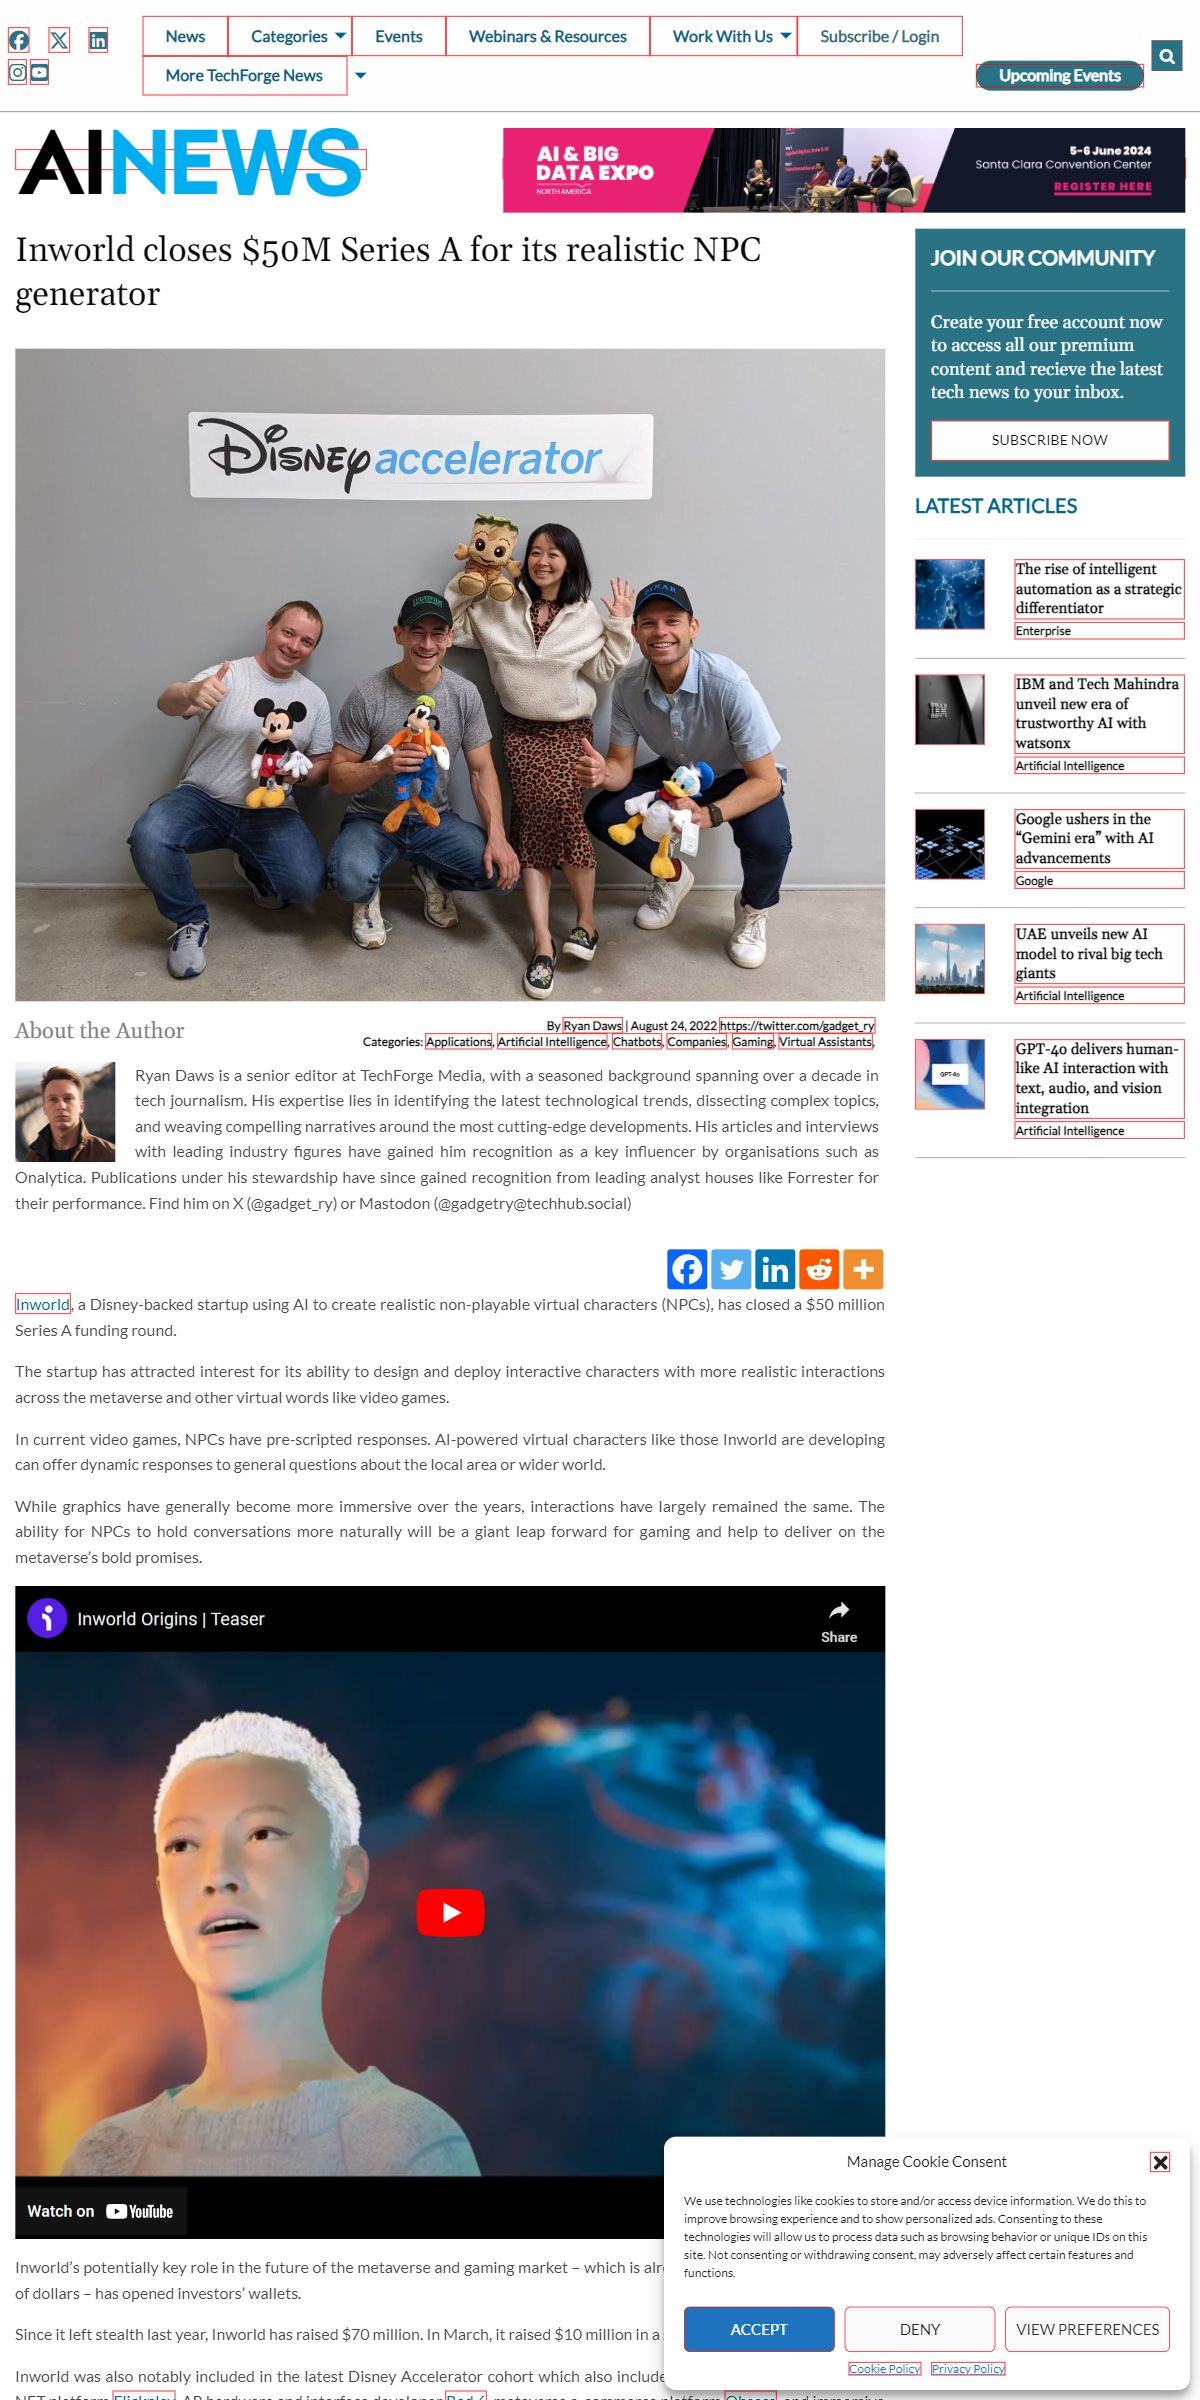 News
Categories
Events
Webinars & Resources
Work With Us
Subscribe / Login
More TechForge News
Upcoming Events
AINEWS
AI & BIG
DATA EXPO
NORTH AMERICA
5-6 June 2024
Santa Clara Convention Center
REGISTER HERE
Inworld closes $50M Series A for its realistic NPC
generator
Disney accelerator
LUCASFILM
PIXAR
About the Author
By Ryan Daws | August 24, 2022 https://twitter.com/gadget_ry
Categories: Applications, Artificial Intelligence, Chatbots, Companies, Gaming, Virtual Assistants,
Ryan Daws is a senior editor at TechForge Media, with a seasoned background spanning over a decade in
tech journalism. His expertise lies in identifying the latest technological trends, dissecting complex topics,
and weaving compelling narratives around the most cutting-edge developments. His articles and interviews
with leading industry figures have gained him recognition as a key influencer by organisations such as
Onalytica. Publications under his stewardship have since gained recognition from leading analyst houses like Forrester for
their performance. Find him on X (@gadget_ry) or Mastodon (@gadgetry@techhub.social)
Inworld, a Disney-backed startup using AI to create realistic non-playable virtual characters (NPCs), has closed a $50 million
Series A funding round.
The startup has attracted interest for its ability to design and deploy interactive characters with more realistic interactions
across the metaverse and other virtual words like video games.
In current video games, NPCs have pre-scripted responses. AI-powered virtual characters like those Inworld are developing
can offer dynamic responses to general questions about the local area or wider world.
While graphics have generally become more immersive over the years, interactions have largely remained the same. The
ability for NPCs to hold conversations more naturally will be a giant leap forward for gaming and help to deliver on the
metaverse's bold promises.
Inworld Origins | Teaser
Share
Watch on YouTube
Inworld's potentially key role in the future of the metaverse and gaming market – which is
of dollars – has opened investors' wallets.
Since it left stealth last year, Inworld has raised $70 million. In March, it raised $10 million in a
Inworld was also notably included in the latest Disney Accelerator cohort which also
JOIN OUR COMMUNITY
Create your free account now
to access all our premium
content and recieve the latest
tech news to your inbox.
SUBSCRIBE NOW
LATEST ARTICLES
The rise of intelligent
automation as a strategic
differentiator
Enterprise
IBM
IBM and Tech Mahindra
unveil new era of
trustworthy AI with
watsonx
Artificial Intelligence
Google ushers in the
“Gemini era” with AI
advancements
Google
UAE unveils new AI
model to rival big tech
giants
Artificial Intelligence
GPT-4o
GPT-4o delivers human-
like AI interaction with
text, audio, and vision
integration
Artificial Intelligence
Manage Cookie Consent
We use technologies like cookies to store and/or access device information. We do this to
improve browsing experience and to show personalized ads. Consenting to these
technologies will allow us to process data such as browsing behavior or unique IDs on this
site. Not consenting or withdrawing consent, may adversely affect certain features and
functions.
ACCEPT
DENY
VIEW PREFERENCES
Cookie Policy
Privacy Policy